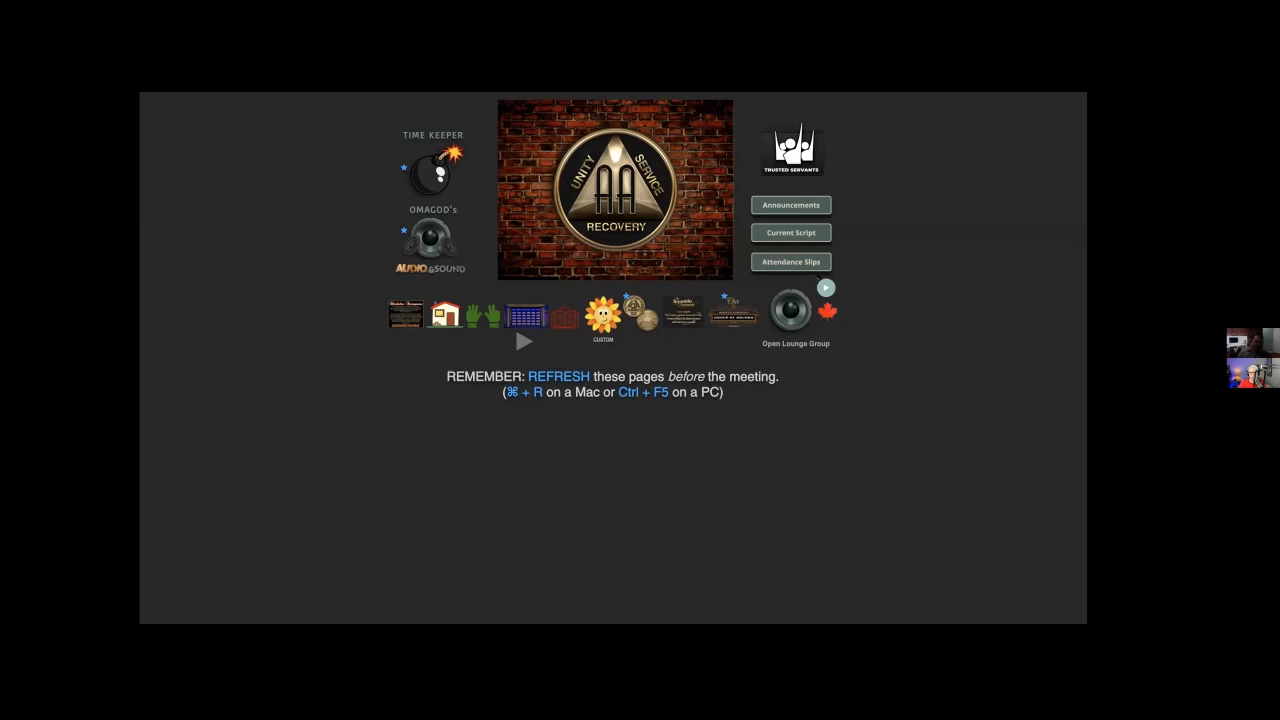 TIME KEEPER
OMAGOD's
AUDIO & SOUND
UNITY
SERVICE
AA
RECOVERY
TRUSTED SERVANTS
Announcements
Current Script
Attendance Slips
CUSTOM
Open Lounge Group
REMEMBER: REFRESH these pages before the meeting.
(⌘ + R on a Mac or Ctrl + F5 on a PC)